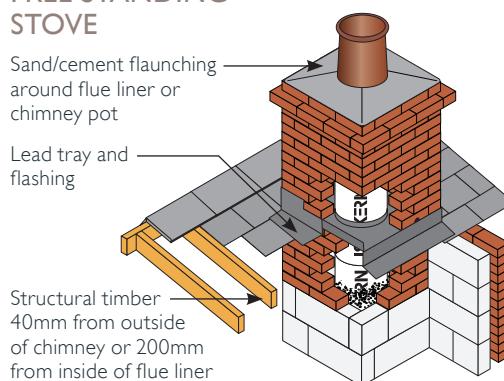 FREESTANDING
STOVE
Sand/cement flaunching
around flue liner or
chimney pot
Lead tray and
flashing
Structural timber
40mm from outside
of chimney or 200mm
from inside of flue liner